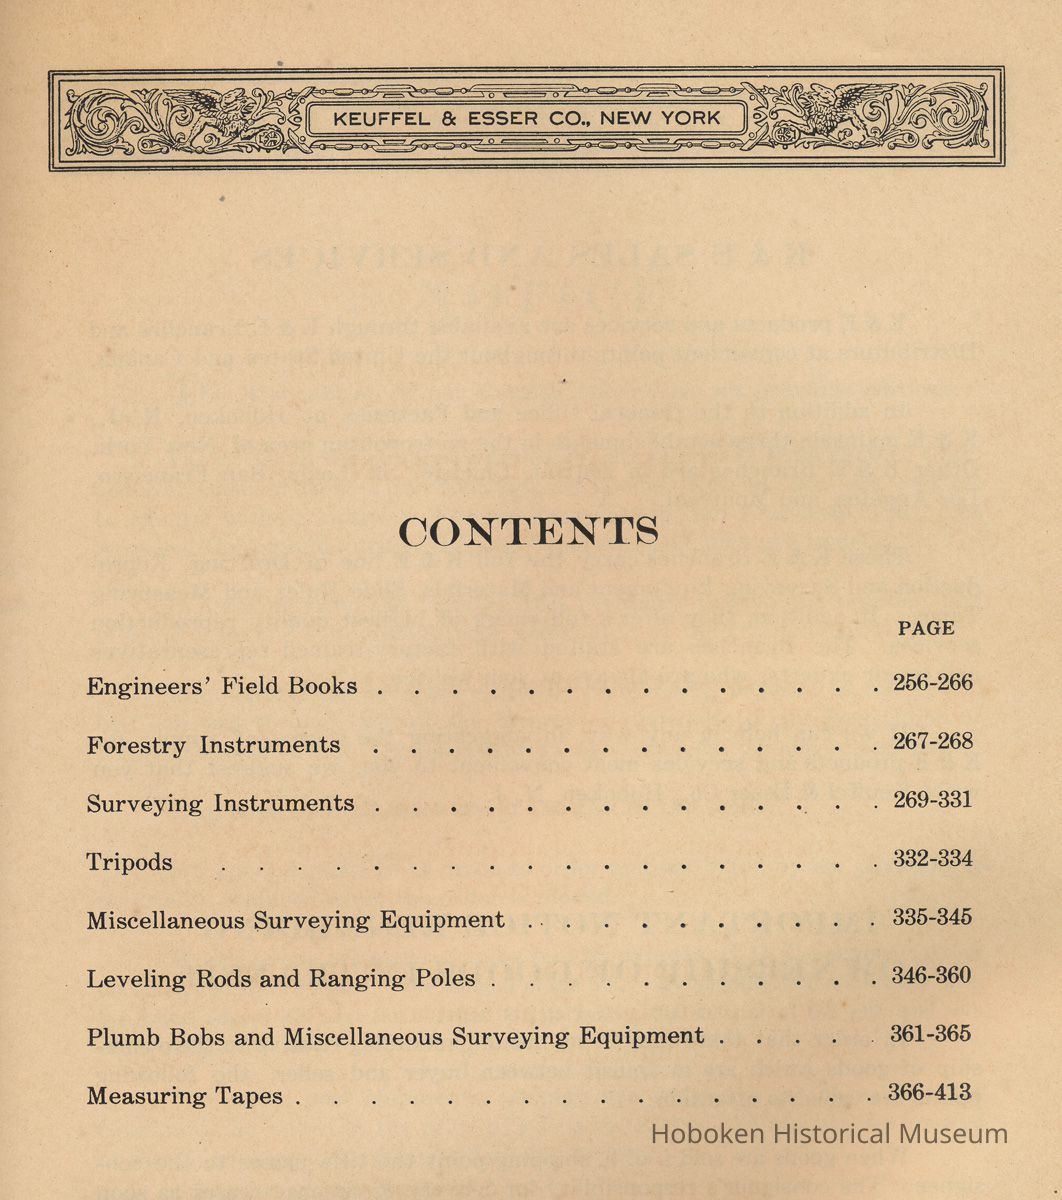 KEUFFEL & ESSER CO., NEW YORK
CONTENTS
PAGE
Engineers' Field Books . . . . . . . . . . . . . . 256-266
Forestry Instruments . . . . . . . . . . . . . . 267-268
Surveying Instruments . . . . . . . . . . . . . . 269-331
Tripods . . . . . . . . . . . . . . . . . . 332-334
Miscellaneous Surveying Equipment . . . . . . . . . . 335-345
Leveling Rods and Ranging Poles . . . . . . . . . . . 346-360
Plumb Bobs and Miscellaneous Surveying Equipment . . . . . 361-365
Measuring Tapes . . . . . . . . . . . . . . . . 366-413
Hoboken Historical Museum